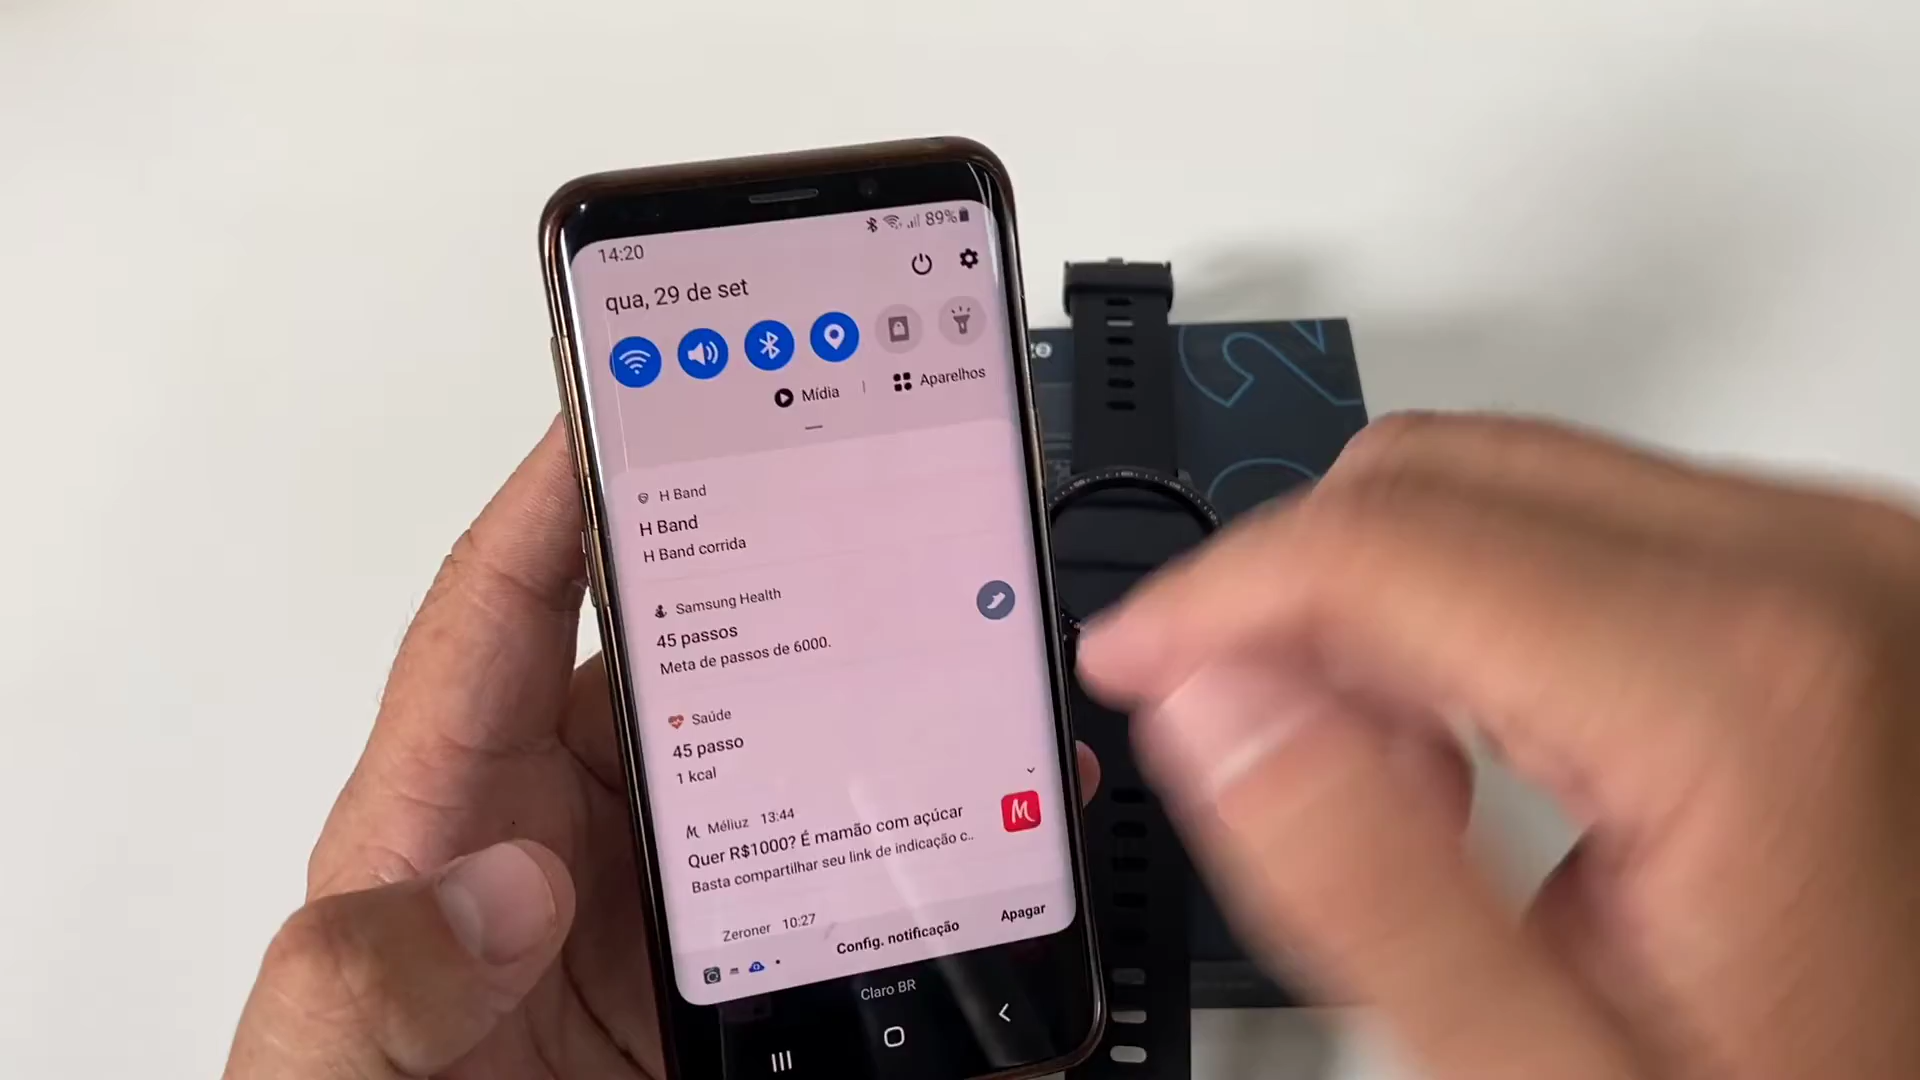 14:20
89%
qua, 29 de set
Mídia | Aparelhos
H Band
H Band
H Band corrida
Samsung Health
45 passos
Meta de passos de 6000.
Saúde
45 passo
1 kcal
Méliuz 13:44
Quer R$1000? É mamão com açúcar
Basta compartilhar seu link de indicação c..
Zeroner 10:27
Config. notificação
Apagar
Claro BR